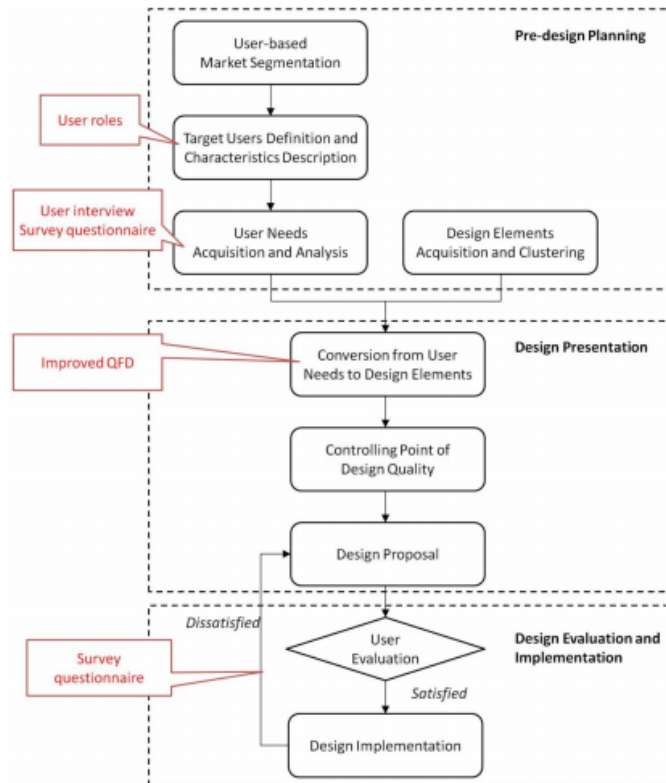 User-based
Market Segmentation
Pre-design Planning
User roles
Target Users Definition and
Characteristics Description
User interview
Survey questionnaire
User Needs
Acquisition and Analysis
Design Elements
Acquisition and Clustering
Design Presentation
Improved QFD
Conversion from User
Needs to Design Elements
Controlling Point of
Design Quality
Design Proposal
Dissatisfied
User
Evaluation
Design Evaluation and
Implementation
Survey
questionnaire
Satisfied
Design Implementation